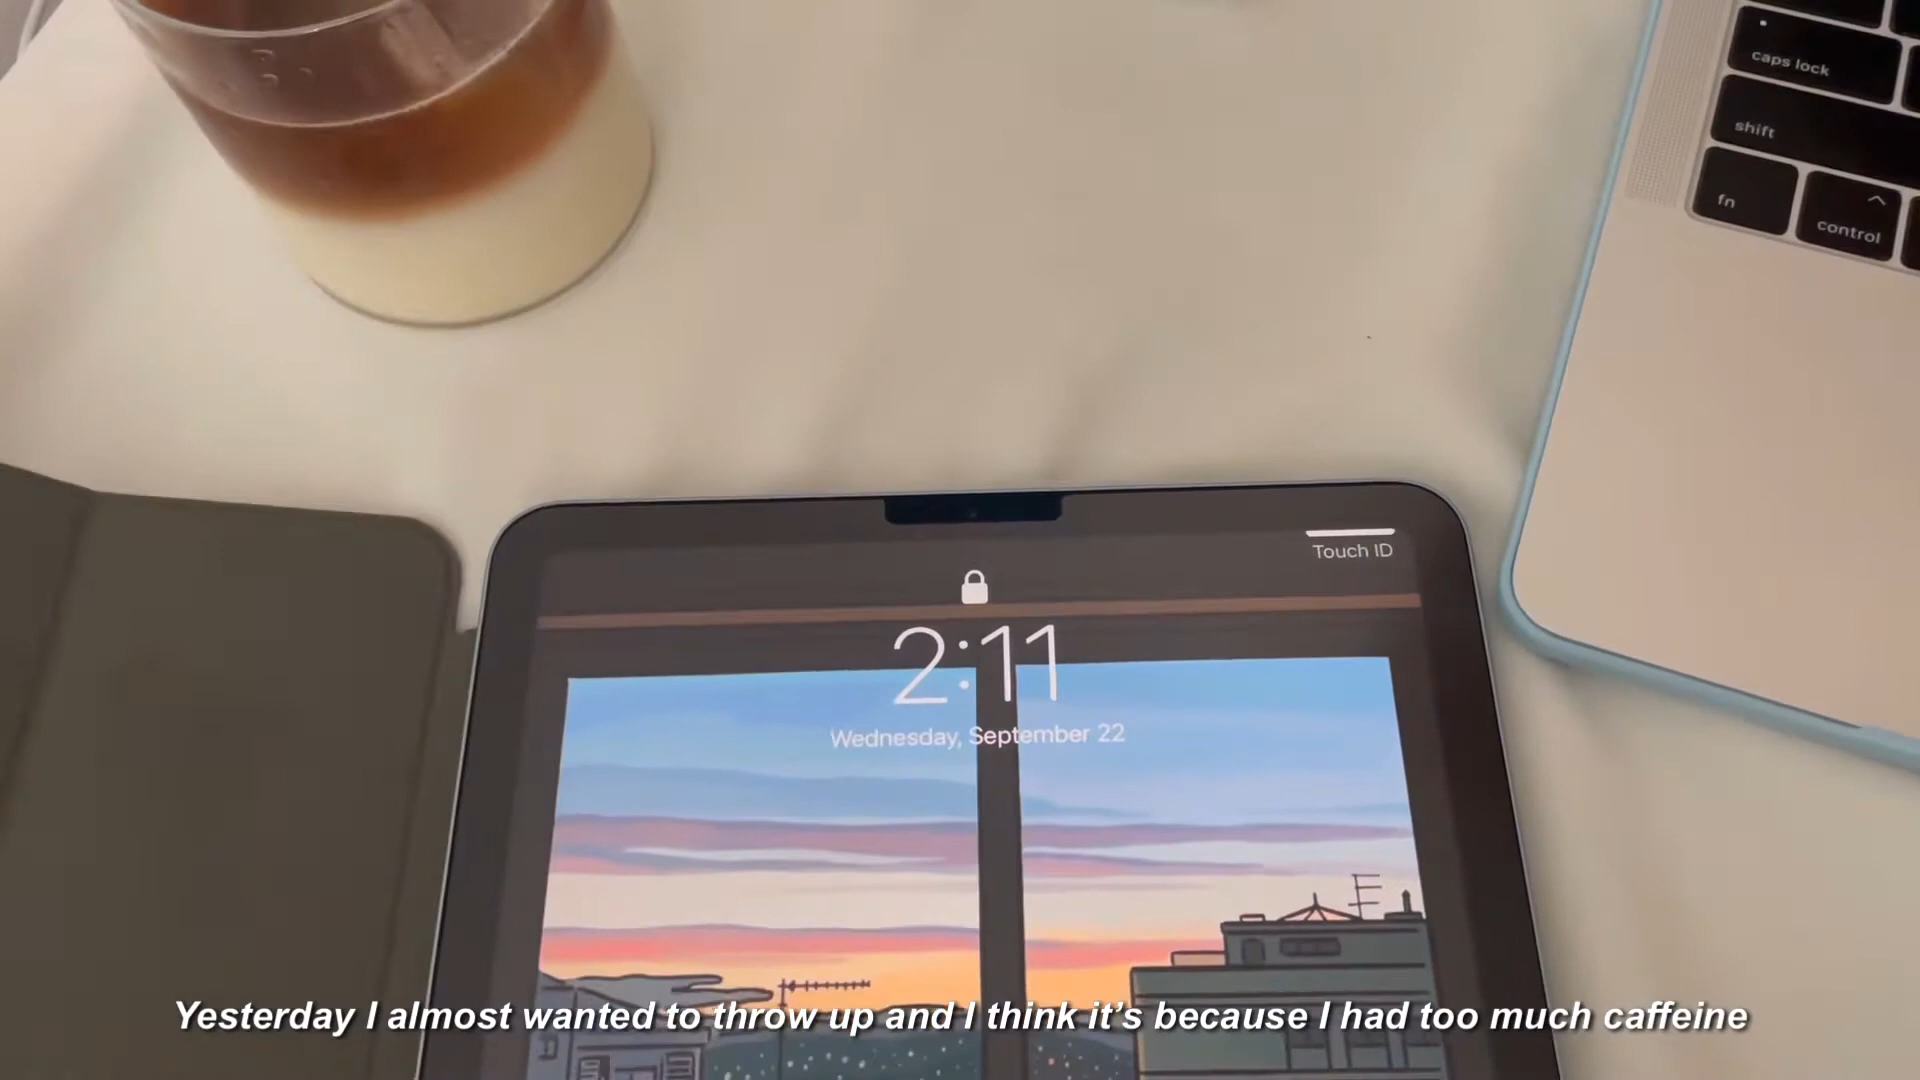 caps lock
shift
fn
control
Touch ID
2:11
Wednesday, September 22
Yesterday I almost wanted to throw up and I think it's because I had too much caffeine